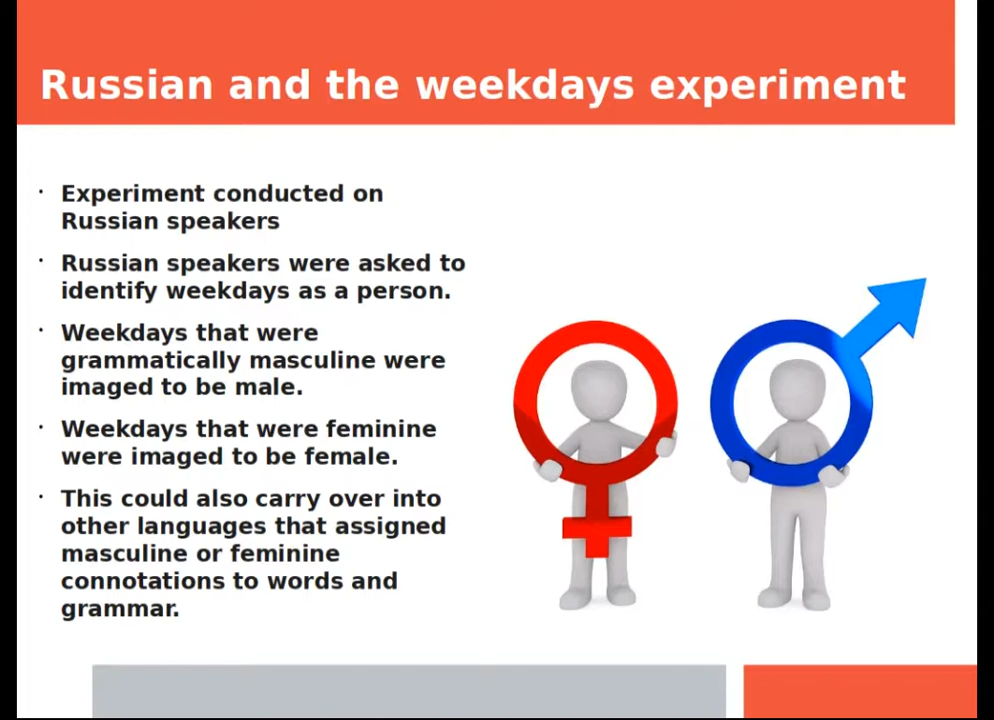 Russian and the weekdays experiment
· Experiment conducted on
Russian speakers
· Russian speakers were asked to
identify weekdays as a person.
· Weekdays that were
grammatically masculine were
imaged to be male.
· Weekdays that were feminine
were imaged to be female.
· This could also carry over into
other languages that assigned
masculine or feminine
connotations to words and
grammar.